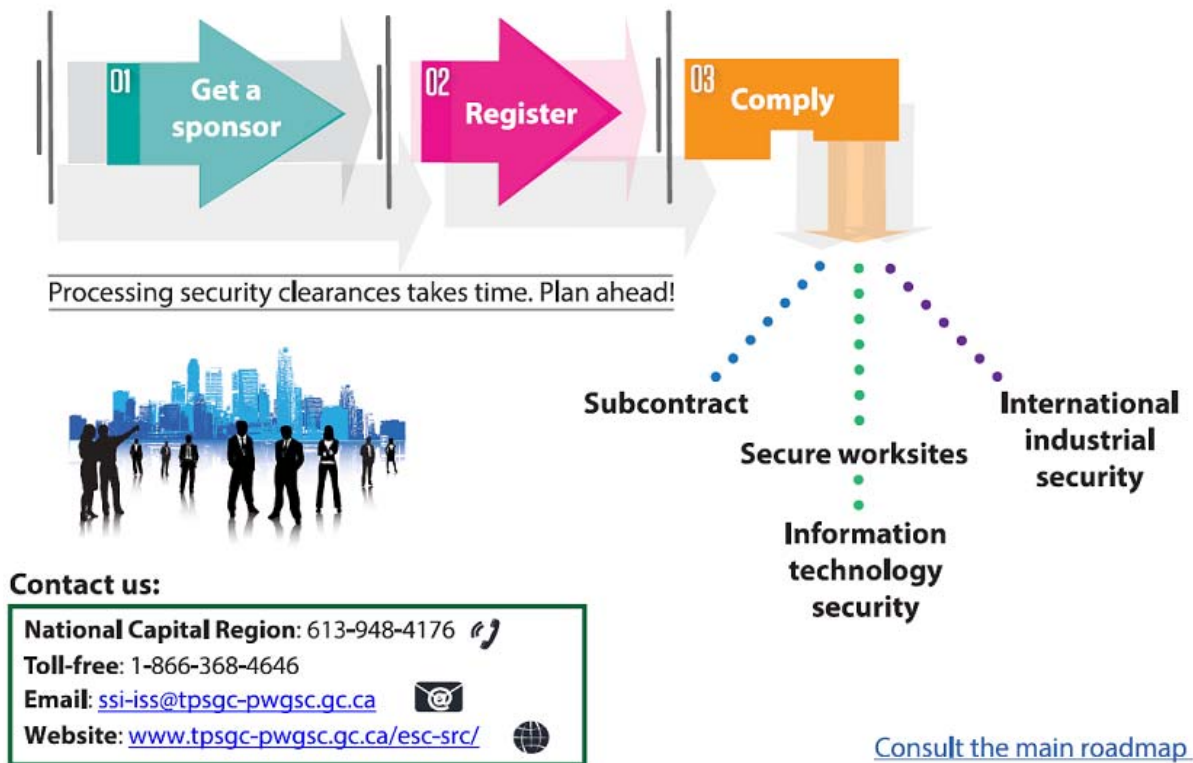 01
Get a
sponsor
02
Register
03
Comply
Processing security clearances takes time. Plan ahead!
Subcontract
Secure worksites
Information
technology
security
International
industrial
security
Contact us:
National Capital Region: 613-948-4176
Toll-free: 1-866-368-4646
Email: ssi-iss@tpsgc-pwgsc.gc.ca
@
Website: www.tpsgc-pwgsc.gc.ca/esc-src/
Consult the main roadmap